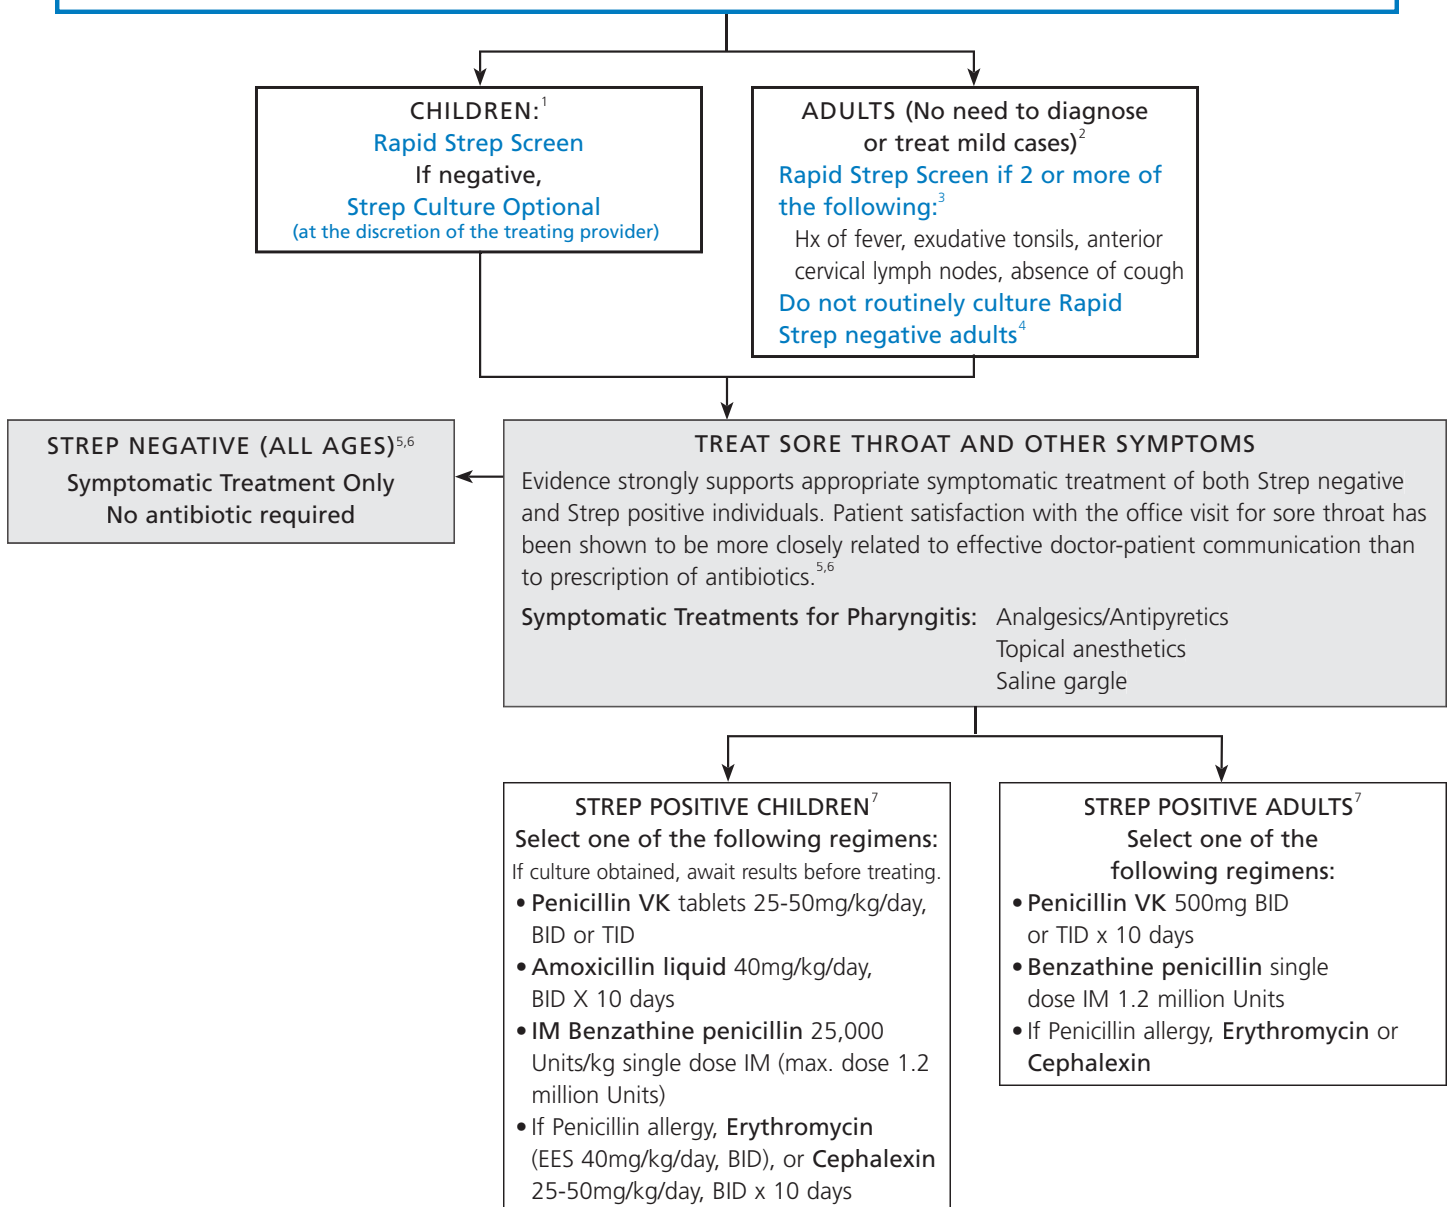 CHILDREN:1
Rapid Strep Screen
If negative,
Strep Culture Optional
(at the discretion of the treating provider)
ADULTS (No need to diagnose
or treat mild cases)2
Rapid Strep Screen if 2 or more of
the following:3
Hx of fever, exudative tonsils, anterior
cervical lymph nodes, absence of cough
Do not routinely culture Rapid
Strep negative adults4
STREP NEGATIVE (ALL AGES)5,6
Symptomatic Treatment Only
No antibiotic required
TREAT SORE THROAT AND OTHER SYMPTOMS
Evidence strongly supports appropriate symptomatic treatment of both Strep negative
and Strep positive individuals. Patient satisfaction with the office visit for sore throat has
been shown to be more closely related to effective doctor-patient communication than
to prescription of antibiotics.5,6
Symptomatic Treatments for Pharyngitis: Analgesics/Antipyretics
Topical anesthetics
Saline gargle
STREP POSITIVE CHILDREN7
Select one of the following regimens:
If culture obtained, await results before treating.
• Penicillin VK tablets 25-50mg/kg/day,
BID or TID
• Amoxicillin liquid 40mg/kg/day,
BID X 10 days
• IM Benzathine penicillin 25,000
Units/kg single dose IM (max. dose 1.2
million Units)
• If Penicillin allergy, Erythromycin
(EES 40mg/kg/day, BID), or Cephalexin
25-50mg/kg/day, BID x 10 days
STREP POSITIVE ADULTS7
Select one of the
following regimens:
• Penicillin VK 500mg BID
or TID x 10 days
• Benzathine penicillin single
dose IM 1.2 million Units
• If Penicillin allergy, Erythromycin or
Cephalexin